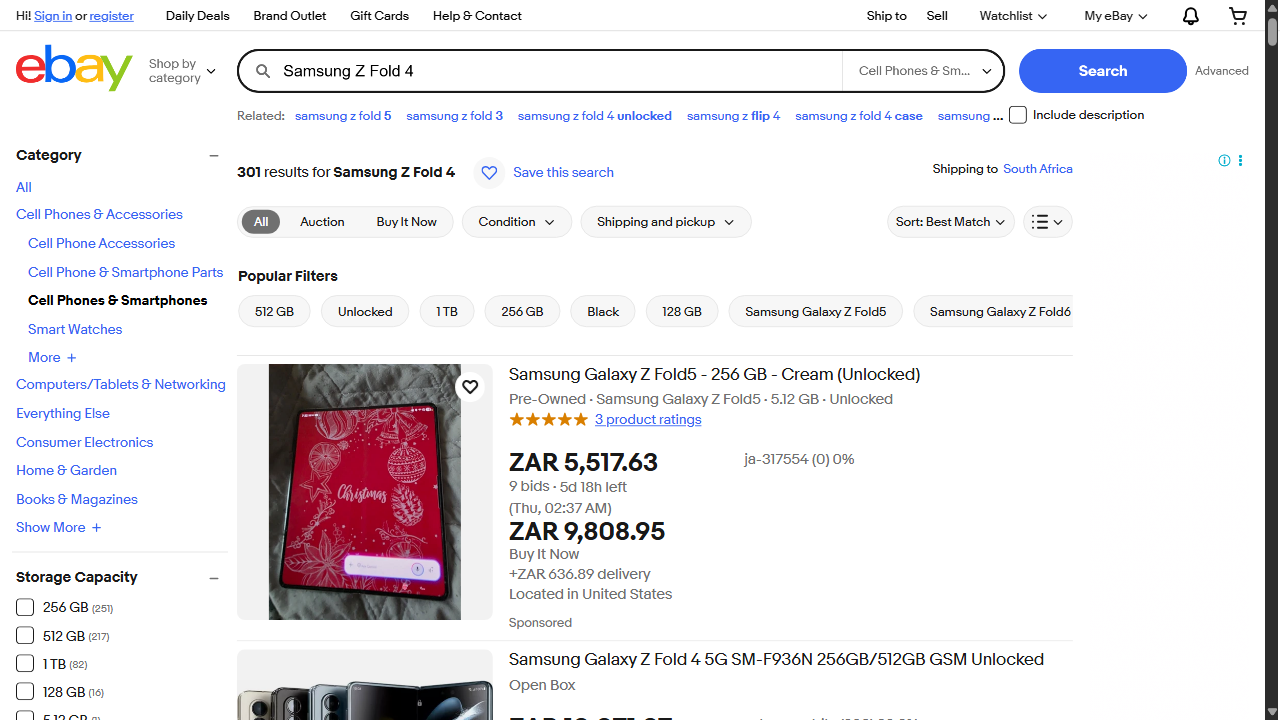 Hi! Sign in or register
Daily Deals
Brand Outlet
Gift Cards
Help & Contact
Ship to
Sell
Watchlist
My eBay
ebay
Shop by category
Samsung Z Fold 4
Cell Phones & Sm...
Search
Advanced
Related: samsung z fold 5 samsung z fold 3 samsung z fold 4 unlocked samsung z flip 4 samsung z fold 4 case samsung ...
Include description
Category
All
Cell Phones & Accessories
Cell Phone Accessories
Cell Phone & Smartphone Parts
Cell Phones & Smartphones
Smart Watches
More +
Computers/Tablets & Networking
Everything Else
Consumer Electronics
Home & Garden
Books & Magazines
Show More +
Storage Capacity
256 GB (251)
512 GB (217)
1 TB (82)
128 GB (16)
301 results for Samsung Z Fold 4
Save this search
Shipping to South Africa
All
Auction
Buy It Now
Condition
Shipping and pickup
Sort: Best Match
Popular Filters
512 GB
Unlocked
1 TB
256 GB
Black
128 GB
Samsung Galaxy Z Fold5
Samsung Galaxy Z Fold6
Christmas
Samsung Galaxy Z Fold5 - 256 GB - Cream (Unlocked)
Pre-Owned · Samsung Galaxy Z Fold5 · 5.12 GB · Unlocked
3 product ratings
ZAR 5,517.63
ja-317554 (0) 0%
9 bids · 5d 18h left
(Thu, 02:37 AM)
ZAR 9,808.95
Buy It Now
+ZAR 636.89 delivery
Located in United States
Sponsored
Samsung Galaxy Z Fold 4 5G SM-F936N 256GB/512GB GSM Unlocked
Open Box